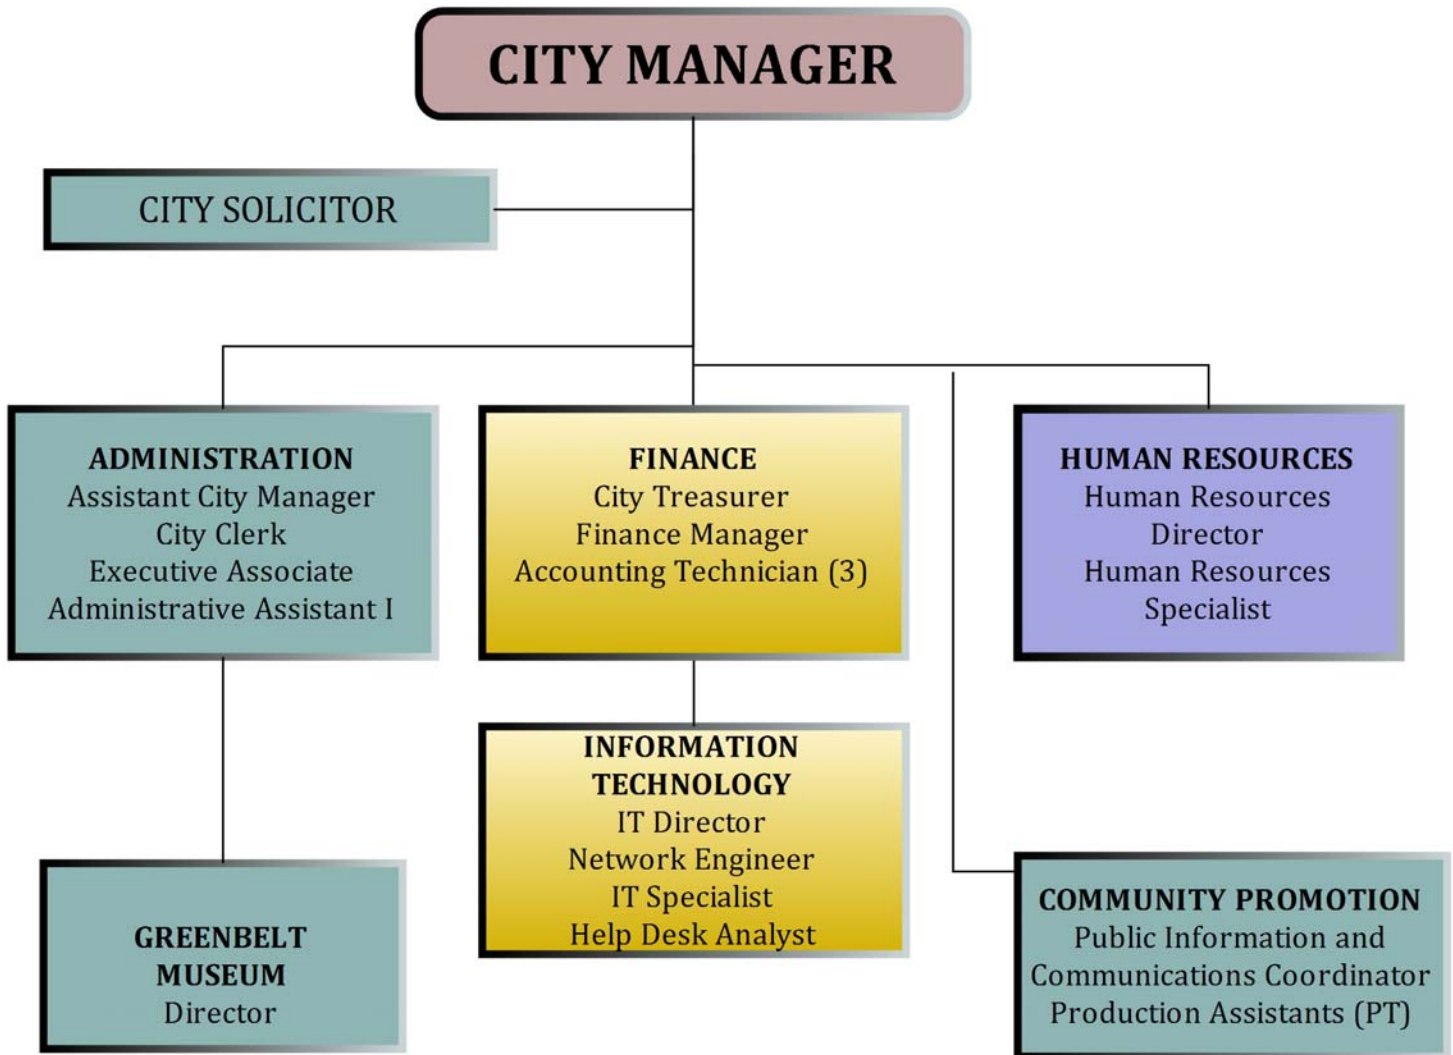 CITY MANAGER
CITY SOLICITOR
ADMINISTRATION
Assistant City Manager
City Clerk
Executive Associate
Administrative Assistant I
FINANCE
City Treasurer
Finance Manager
Accounting Technician (3)
HUMAN RESOURCES
Human Resources
Director
Human Resources
Specialist
INFORMATION
TECHNOLOGY
IT Director
Network Engineer
IT Specialist
Help Desk Analyst
GREENBELT
MUSEUM
Director
COMMUNITY PROMOTION
Public Information and
Communications Coordinator
Production Assistants (PT)